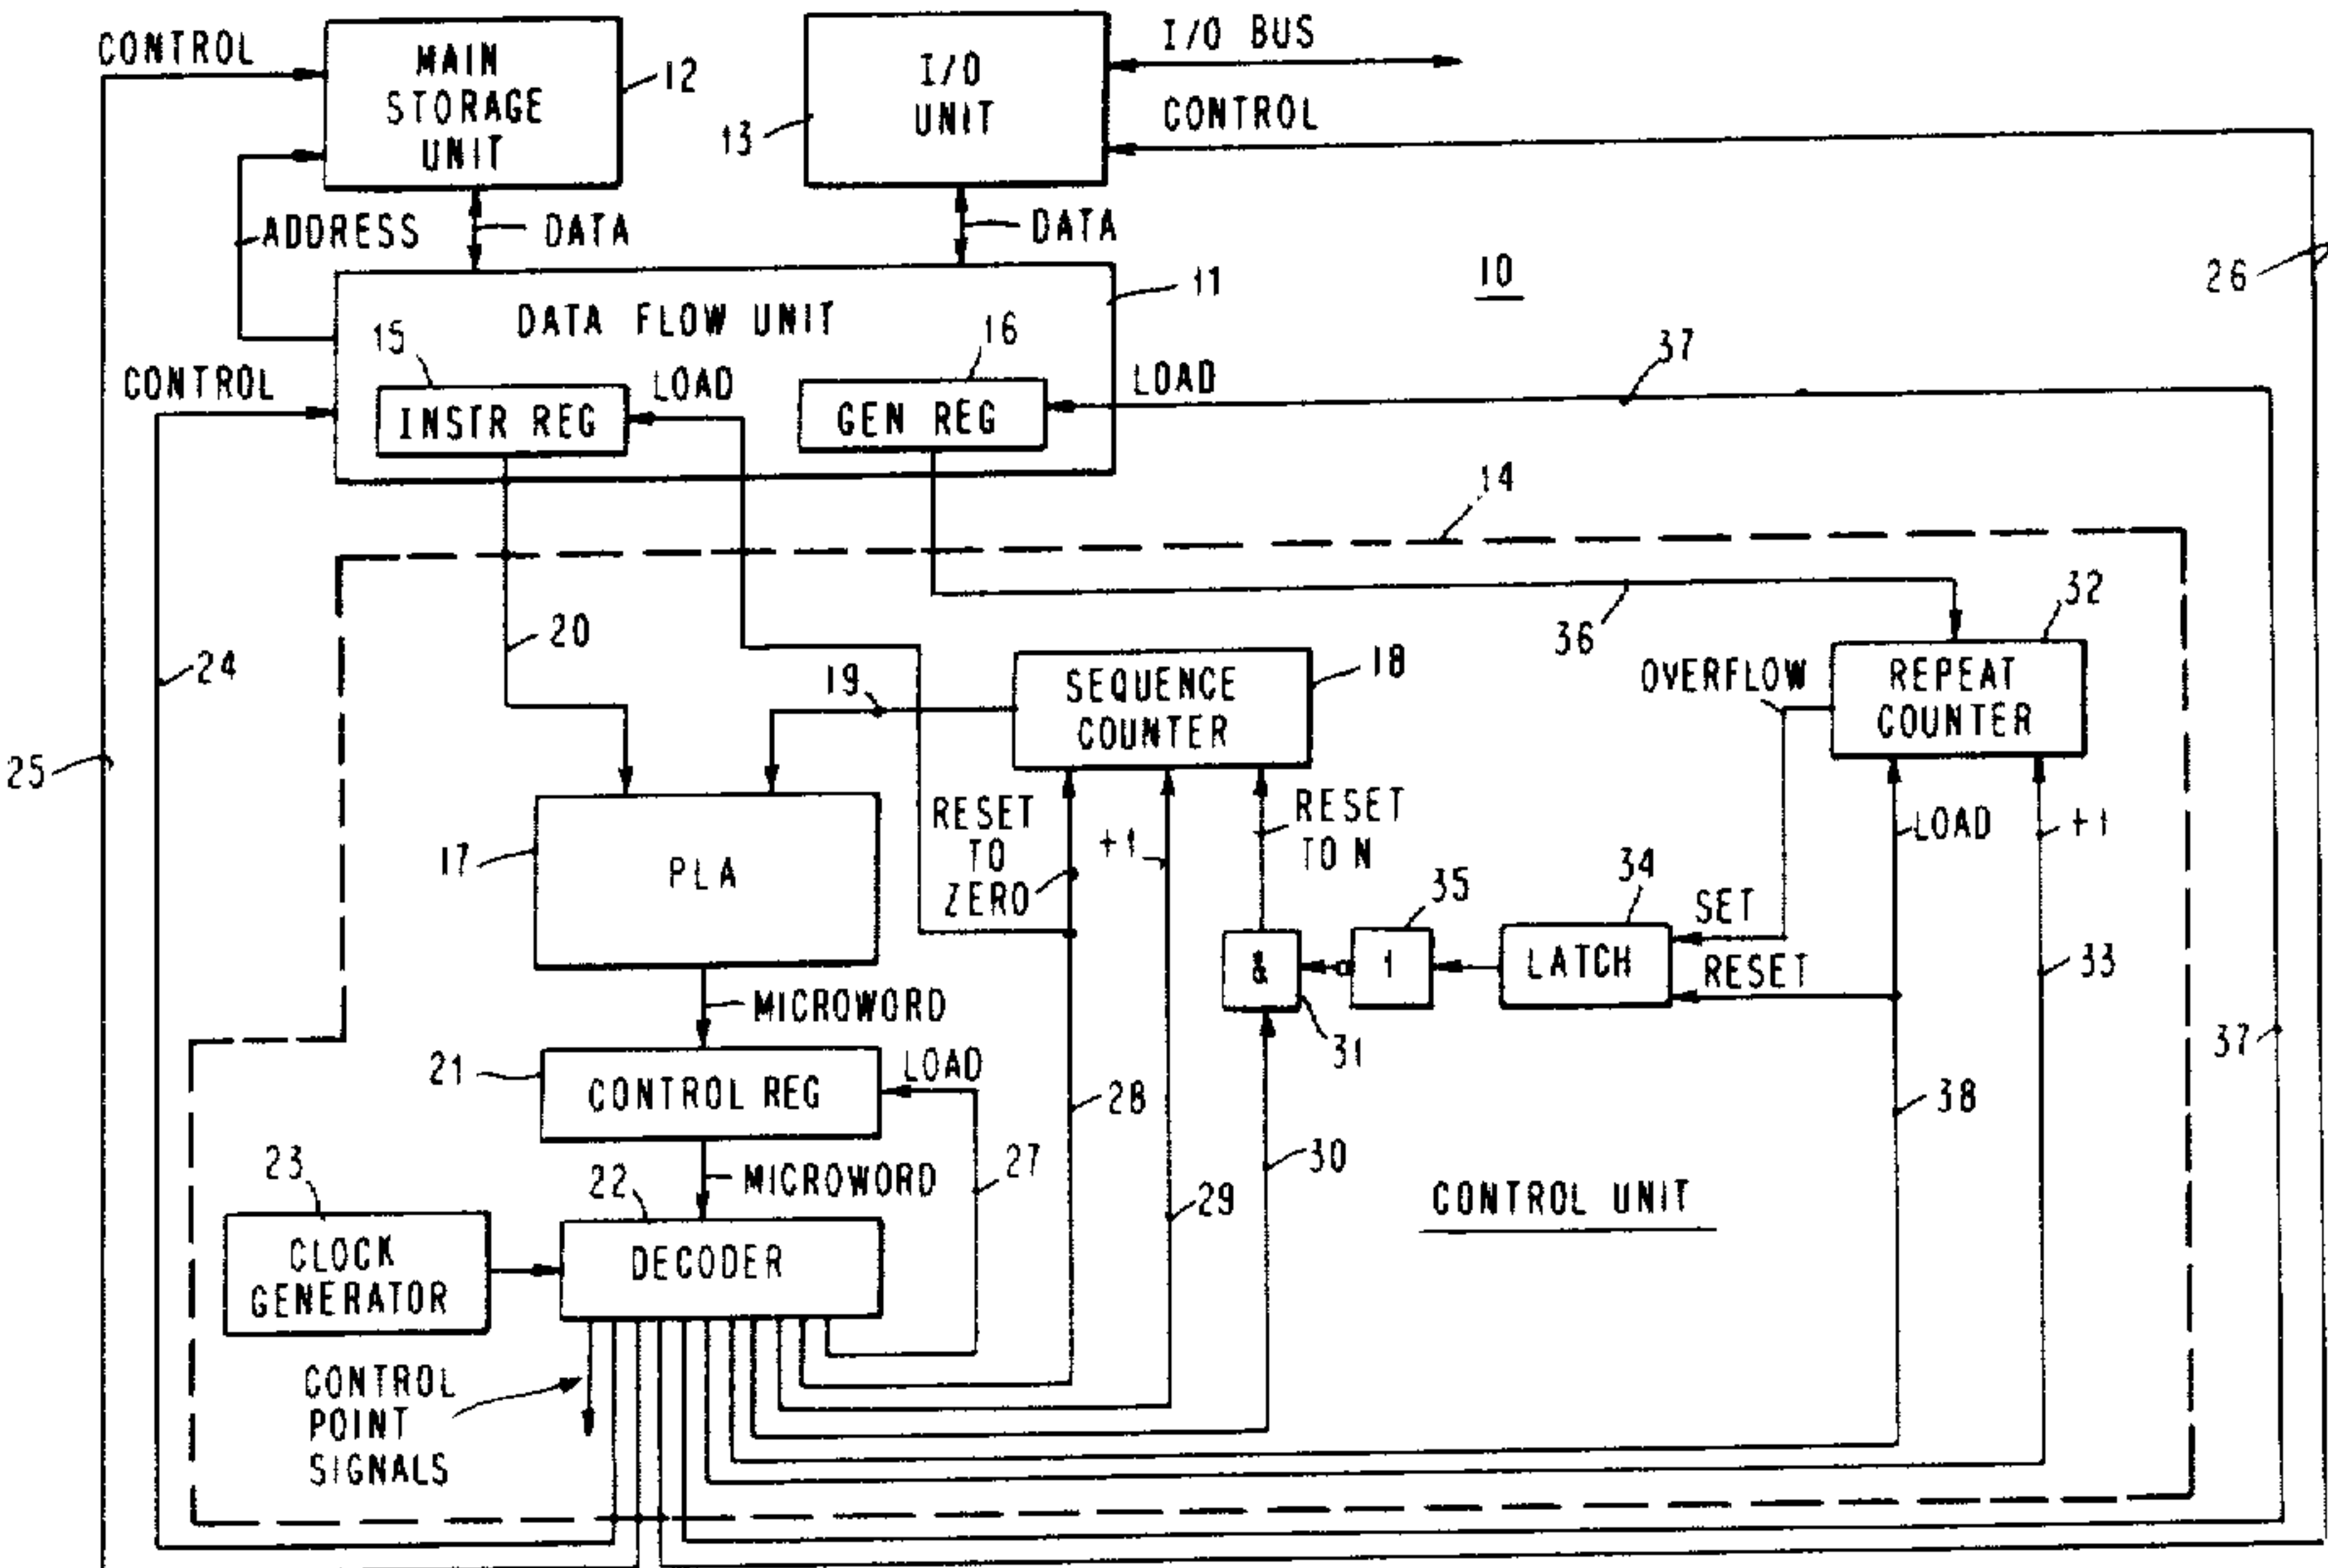 CONTROL
MAIN
STORAGE
UNIT
12
13
I/O
UNIT
I/O BUS
CONTROL
ADDRESS
DATA
DATA
10
26
11
DATA FLOW UNIT
15
16
37
CONTROL
LOAD
LOAD
INSTR REG
GEN REG
14
20
36
32
24
19
SEQUENCE
COUNTER
18
OVERFLOW
REPEAT
COUNTER
25
17
PLA
RESET
TO
ZERO
+1
RESET
TO N
35
34
LOAD
+1
SET
RESET
&
1
LATCH
33
31
MICROWORD
37
21
CONTROL REG
LOAD
28
38
23
22
MICROWORD
27
30
29
CONTROL UNIT
CLOCK
GENERATOR
DECODER
CONTROL
POINT
SIGNALS